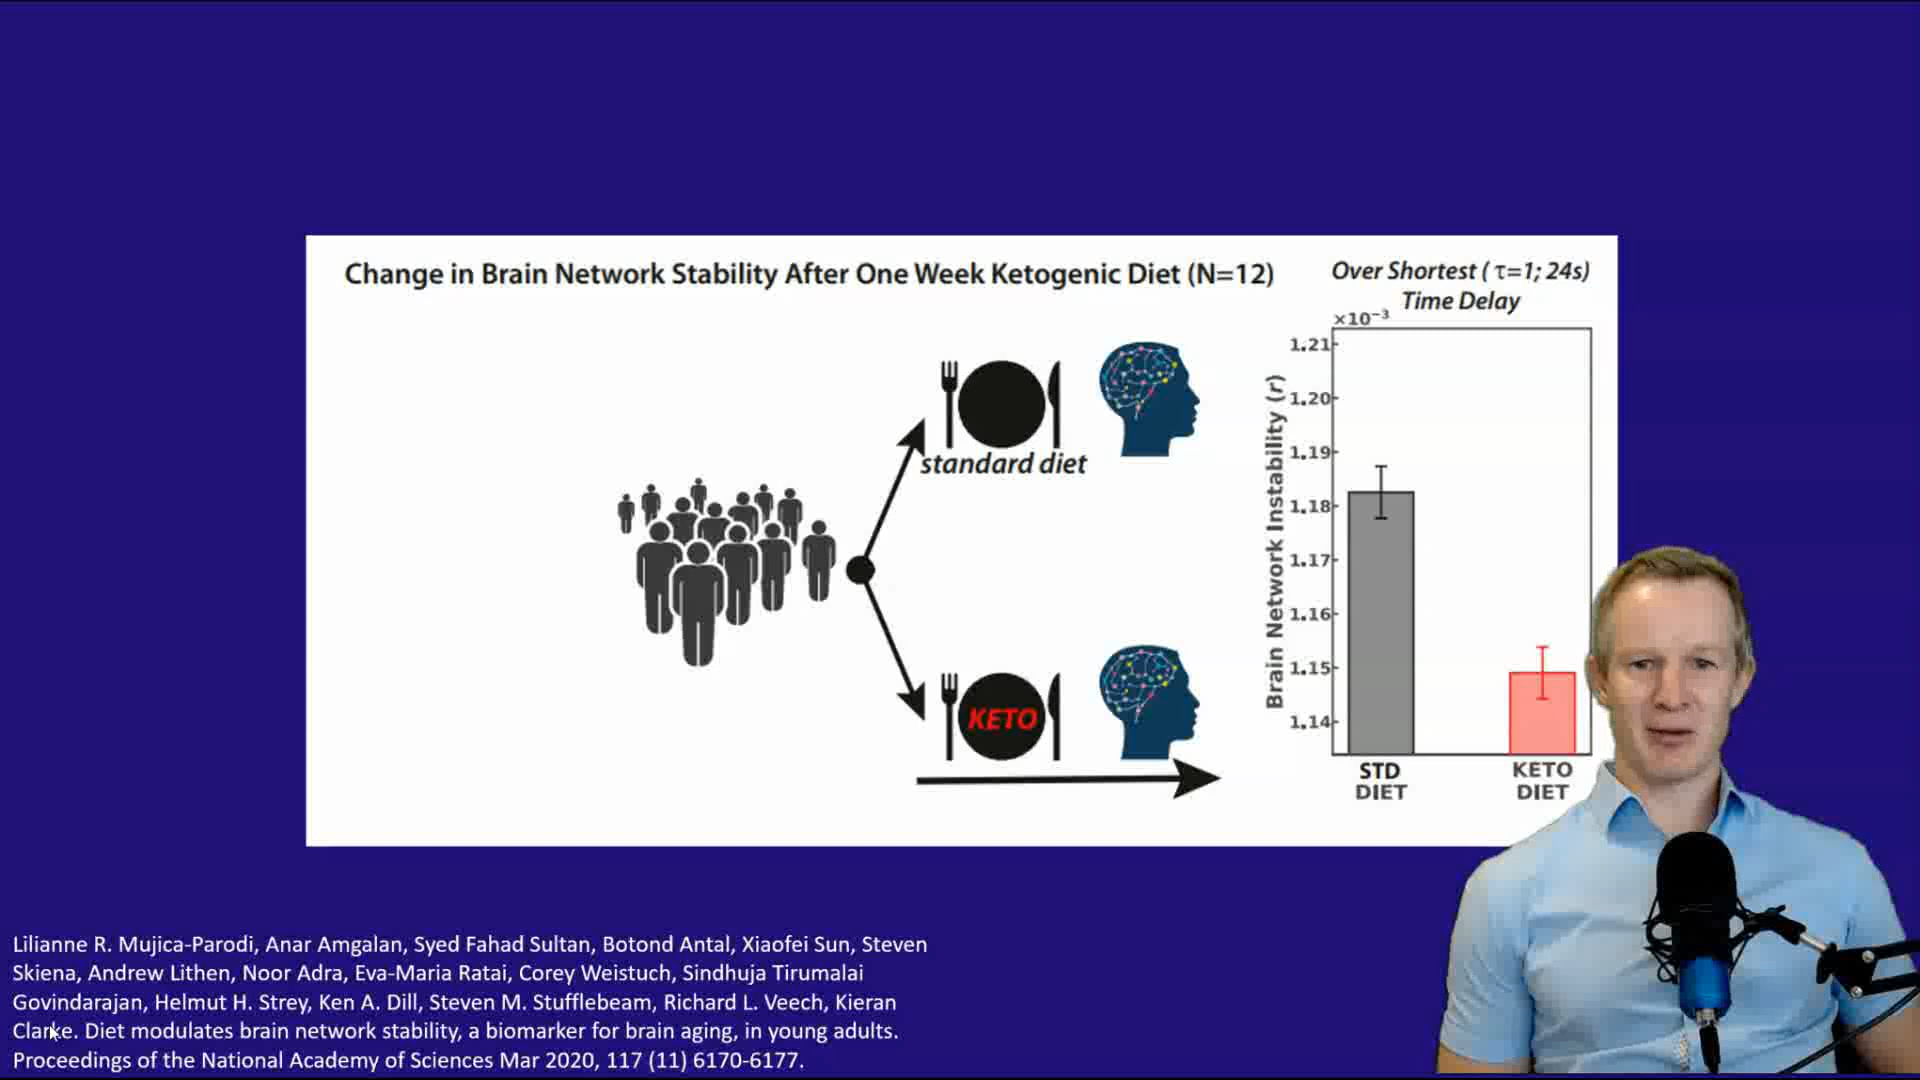 Change in Brain Network Stability After One Week Ketogenic Diet (N=12)
Over Shortest ( τ=1; 24s)
Time Delay
×10⁻³
1.21
1.20
1.19
1.18
1.17
1.16
1.15
1.14
Brain Network Instability (r)
STD
DIET
KETO
DIET
standard diet
KETO
Lilianne R. Mujica-Parodi, Anar Amgalan, Syed Fahad Sultan, Botond Antal, Xiaofei Sun, Steven
Skiena, Andrew Lithen, Noor Adra, Eva-Maria Ratai, Corey Weistuch, Sindhuja Tirumalai
Govindarajan, Helmut H. Strey, Ken A. Dill, Steven M. Stufflebeam, Richard L. Veech, Kieran
Clarke. Diet modulates brain network stability, a biomarker for brain aging, in young adults.
Proceedings of the National Academy of Sciences Mar 2020, 117 (11) 6170-6177.